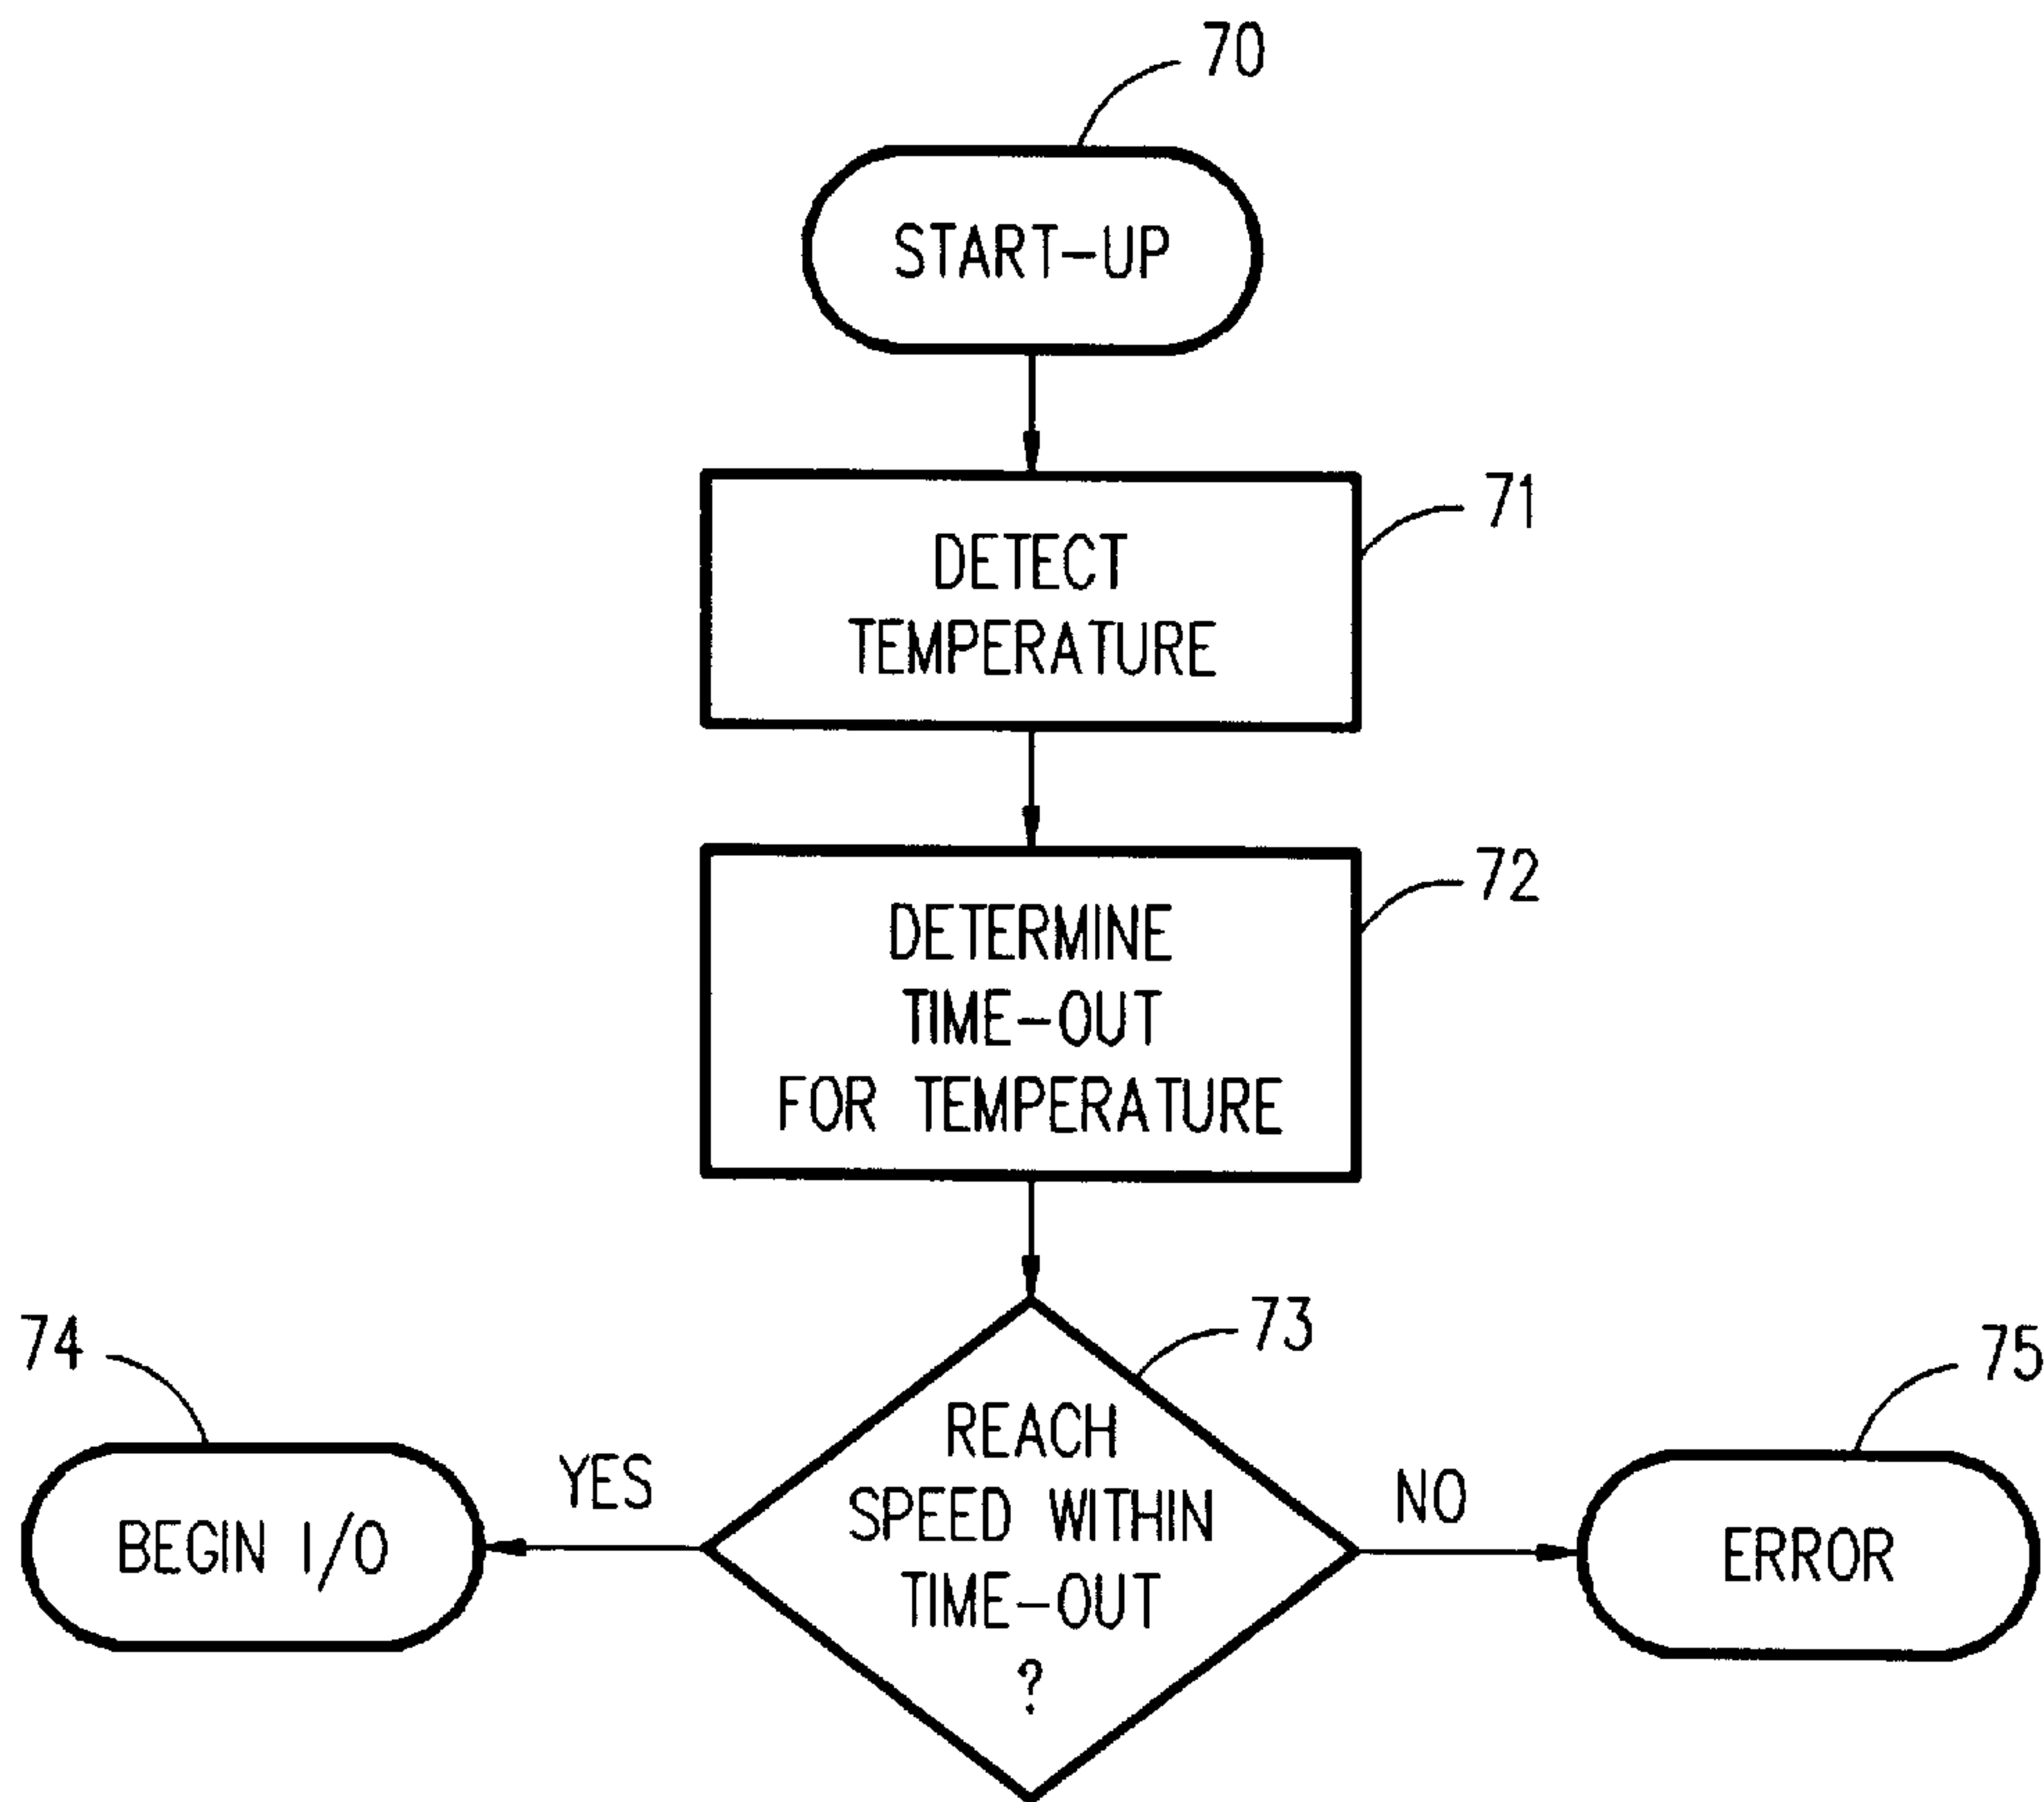 70
START-UP
71
DETECT
TEMPERATURE
72
DETERMINE
TIME-OUT
FOR TEMPERATURE
73
REACH
SPEED WITHIN
TIME-OUT
?
74
YES
BEGIN I/O
75
NO
ERROR